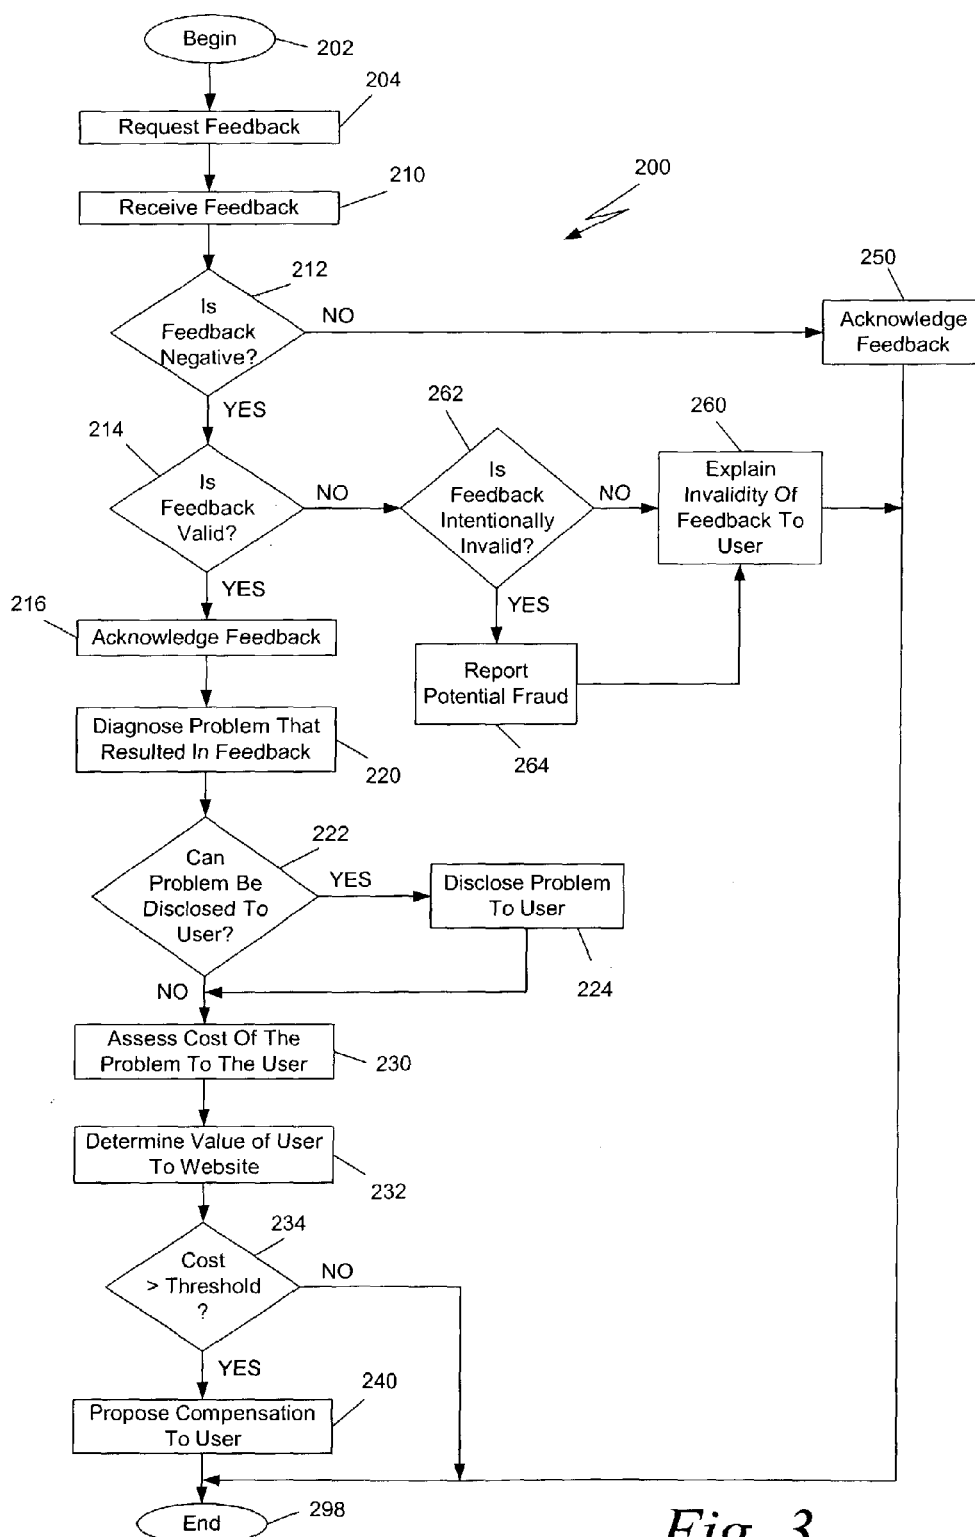 Begin
202
204
Request Feedback
210
Receive Feedback
200
212
Is
Feedback
Negative?
NO
250
Acknowledge
Feedback
YES
214
Is
Feedback
Valid?
NO
262
Is
Feedback
Intentionally
Invalid?
NO
260
Explain
Invalidity Of
Feedback To
User
YES
YES
216
Acknowledge Feedback
Report
Potential Fraud
264
Diagnose Problem That
Resulted In Feedback
220
222
Can
Problem Be
Disclosed To
User?
YES
Disclose Problem
To User
224
NO
Assess Cost Of The
Problem To The User
230
Determine Value of User
To Website
232
234
Cost
> Threshold
?
NO
YES
240
Propose Compensation
To User
End
298
Fig. 3